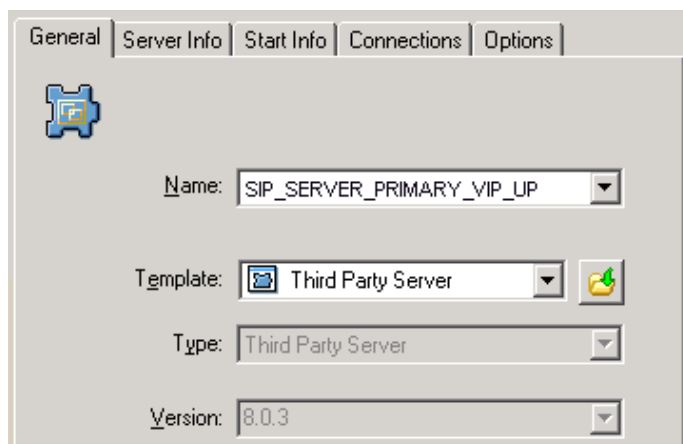 General Server Info Start Info Connections Options
Name: SIP_SERVER_PRIMARY_VIP_UP
Template: Third Party Server
Type: Third Party Server
Version: 8.0.3